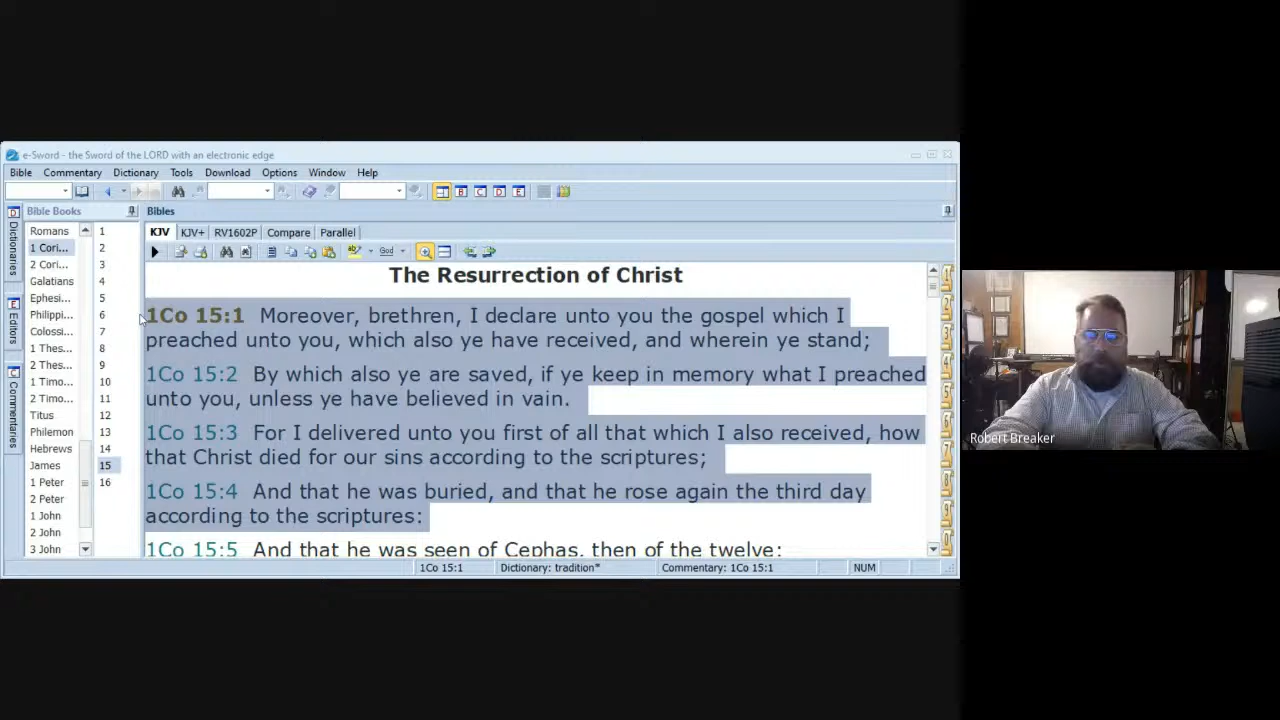 e-Sword - the Sword of the LORD with an electronic edge
Bible Commentary Dictionary Tools Download Options Window Help
B C D E
Dictionaries
Editors
Commentaries
Bible Books
Romans
1 Cori...
2 Cori...
Galatians
Ephesi...
Philippi...
Colossi...
1 Thes...
2 Thes...
1 Timo...
2 Timo...
Titus
Philemon
Hebrews
James
1 Peter
2 Peter
1 John
2 John
3 John
1
2
3
4
5
6
7
8
9
10
11
12
13
14
15
16
Bibles
KJV KJV+ RV1602P Compare Parallel
God
The Resurrection of Christ
1Co 15:1 Moreover, brethren, I declare unto you the gospel which I
preached unto you, which also ye have received, and wherein ye stand;
1Co 15:2 By which also ye are saved, if ye keep in memory what I preached
unto you, unless ye have believed in vain.
1Co 15:3 For I delivered unto you first of all that which I also received, how
that Christ died for our sins according to the scriptures;
1Co 15:4 And that he was buried, and that he rose again the third day
according to the scriptures:
1Co 15:5 And that he was seen of Cephas, then of the twelve:
1Co 15:1 Dictionary: tradition* Commentary: 1Co 15:1 NUM
Robert Breaker